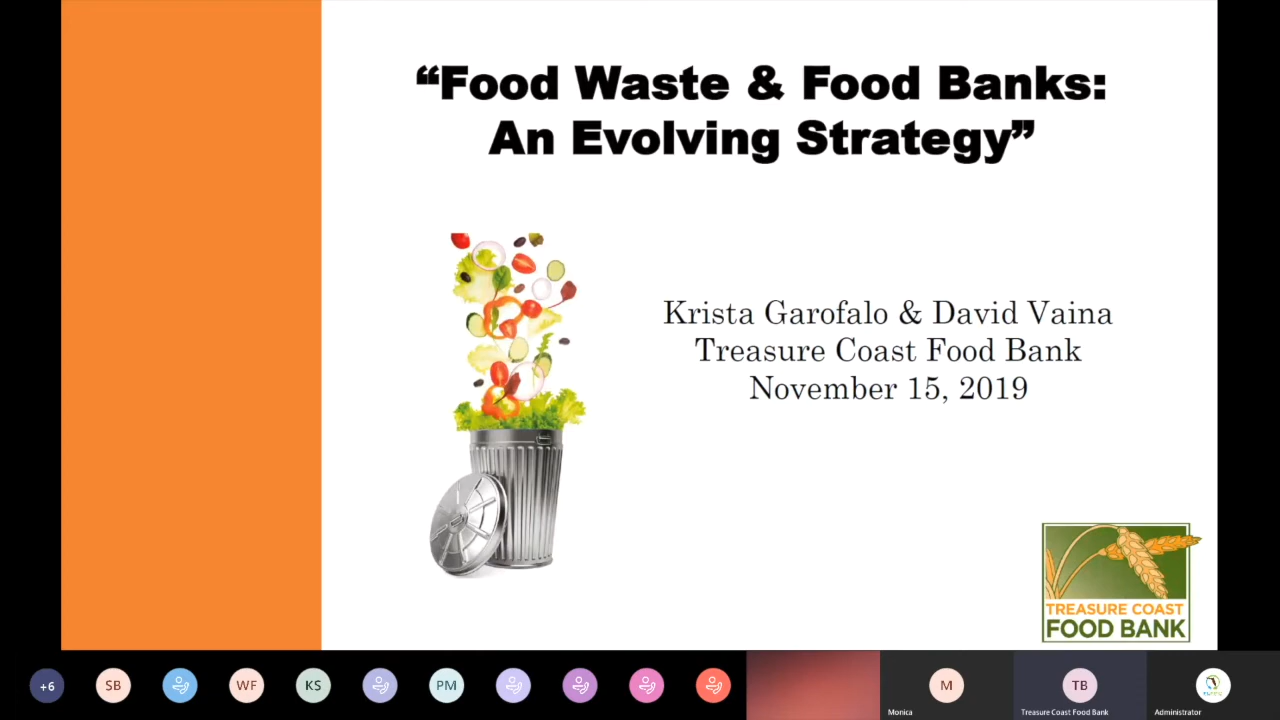 “Food Waste & Food Banks:
An Evolving Strategy”
Krista Garofalo & David Vaina
Treasure Coast Food Bank
November 15, 2019
TREASURE COAST
FOOD BANK
+6
SB
WF
KS
PM
M
TB
Monica
Treasure Coast Food Bank
Administrator